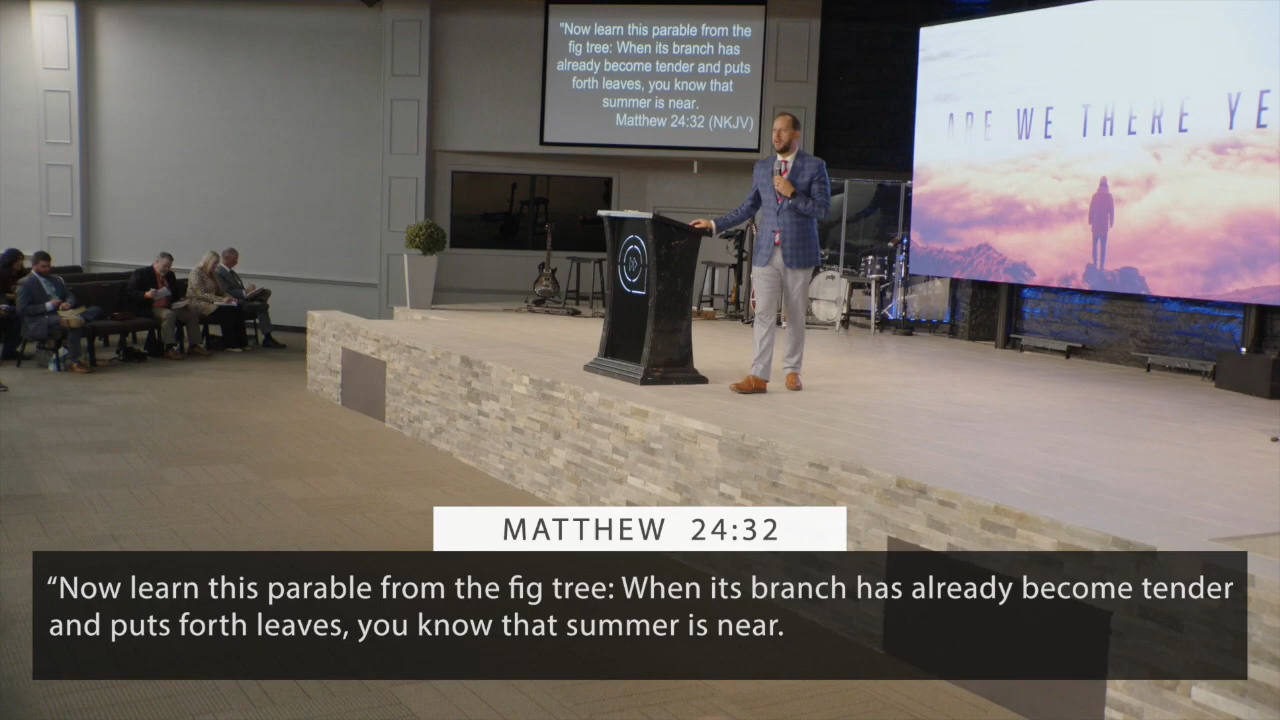 "Now learn this parable from the
fig tree: When its branch has
already become tender and puts
forth leaves, you know that
summer is near.
Matthew 24:32 (NKJV)
ARE WE THERE YE
MATTHEW 24:32
“Now learn this parable from the fig tree: When its branch has already become tender
and puts forth leaves, you know that summer is near.